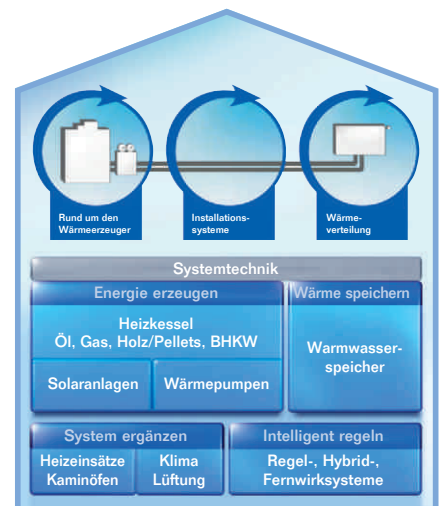 Rund um den
Wärmeerzeuger
Installations-
systeme
Wärme-
verteilung
Systemtechnik
Energie erzeugen
Heizkessel
Öl, Gas, Holz/Pellets, BHKW
Solaranlagen
Wärmepumpen
Wärme speichern
Warmwasser-
speicher
System ergänzen
Heizeinsätze
Kaminöfen
Klima
Lüftung
Intelligent regeln
Regel-, Hybrid-,
Fernwirksysteme